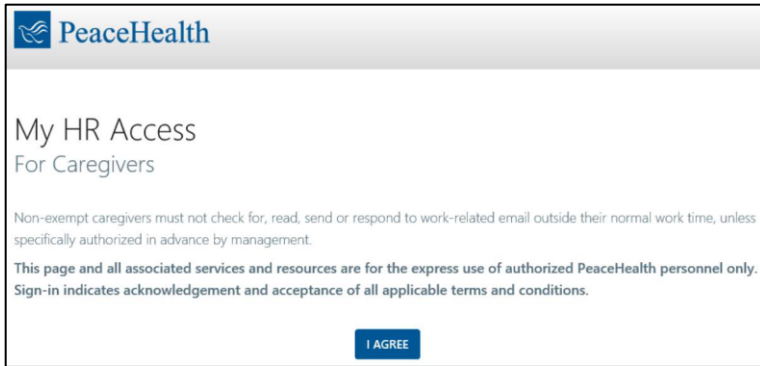 PeaceHealth
My HR Access
For Caregivers
Non-exempt caregivers must not check for, read, send or respond to work-related email outside their normal work time, unless
specifically authorized in advance by management.
This page and all associated services and resources are for the express use of authorized PeaceHealth personnel only.
Sign-in indicates acknowledgement and acceptance of all applicable terms and conditions.
I AGREE